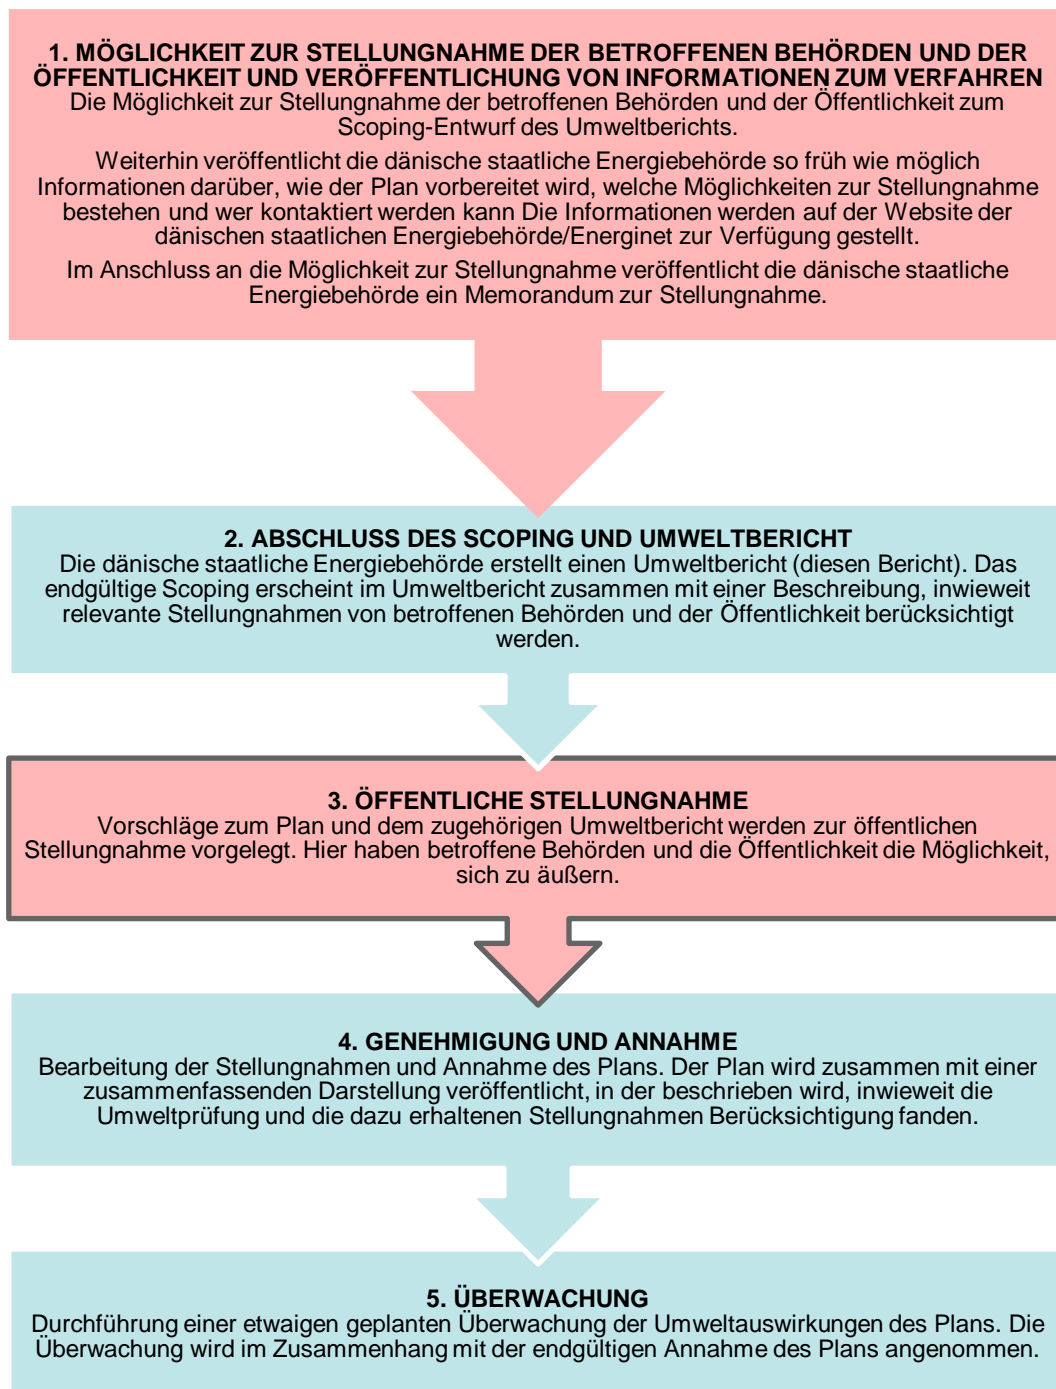 1. MÖGLICHKEIT ZUR STELLUNGNAHME DER BETROFFENEN BEHÖRDEN UND DER
ÖFFENTLICHKEIT UND VERÖFFENTLICHUNG VON INFORMATIONEN ZUM VERFAHREN
Die Möglichkeit zur Stellungnahme der betroffenen Behörden und der Öffentlichkeit zum
Scoping-Entwurf des Umweltberichts.
Weiterhin veröffentlicht die dänische staatliche Energiebehörde so früh wie möglich
Informationen darüber, wie der Plan vorbereitet wird, welche Möglichkeiten zur Stellungnahme
bestehen und wer kontaktiert werden kann Die Informationen werden auf der Website der
dänischen staatlichen Energiebehörde/Energinet zur Verfügung gestellt.
Im Anschluss an die Möglichkeit zur Stellungnahme veröffentlicht die dänische staatliche
Energiebehörde ein Memorandum zur Stellungnahme.
2. ABSCHLUSS DES SCOPING UND UMWELTBERICHT
Die dänische staatliche Energiebehörde erstellt einen Umweltbericht (diesen Bericht). Das
endgültige Scoping erscheint im Umweltbericht zusammen mit einer Beschreibung, inwieweit
relevante Stellungnahmen von betroffenen Behörden und der Öffentlichkeit berücksichtigt
werden.
3. ÖFFENTLICHE STELLUNGNAHME
Vorschläge zum Plan und dem zugehörigen Umweltbericht werden zur öffentlichen
Stellungnahme vorgelegt. Hier haben betroffene Behörden und die Öffentlichkeit die Möglichkeit,
sich zu äußern.
4. GENEHMIGUNG UND ANNAHME
Bearbeitung der Stellungnahmen und Annahme des Plans. Der Plan wird zusammen mit einer
zusammenfassenden Darstellung veröffentlicht, in der beschrieben wird, inwieweit die
Umweltprüfung und die dazu erhaltenen Stellungnahmen Berücksichtigung fanden.
5. ÜBERWACHUNG
Durchführung einer etwaigen geplanten Überwachung der Umweltauswirkungen des Plans. Die
Überwachung wird im Zusammenhang mit der endgültigen Annahme des Plans angenommen.